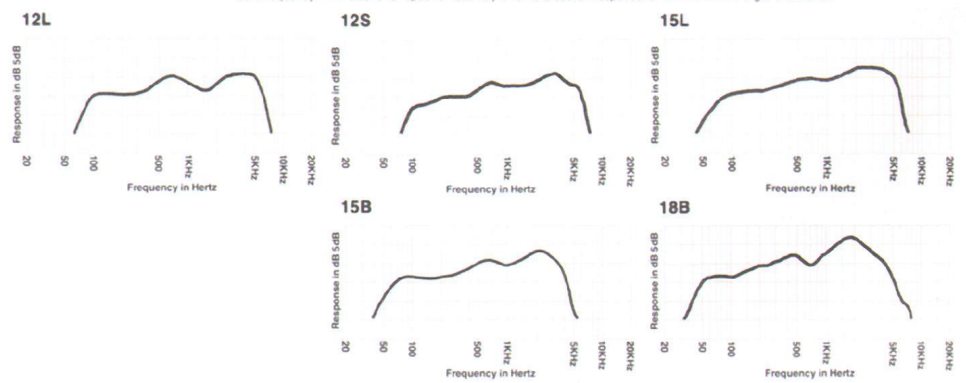 12L
Response in dB 5dB
20 50 100 500 1KHz 5KHz 10KHz 20KHz
Frequency in Hertz
12S
Response in dB 5dB
20 50 100 500 1KHz 5KHz 10KHz 20KHz
Frequency in Hertz
15L
Response in dB 5dB
20 50 100 500 1KHz 5KHz 10KHz 20KHz
Frequency in Hertz
15B
Response in dB 5dB
20 50 100 500 1KHz 5KHz 10KHz 20KHz
Frequency in Hertz
18B
Response in dB 5dB
20 50 100 500 1KHz 5KHz 10KHz 20KHz
Frequency in Hertz